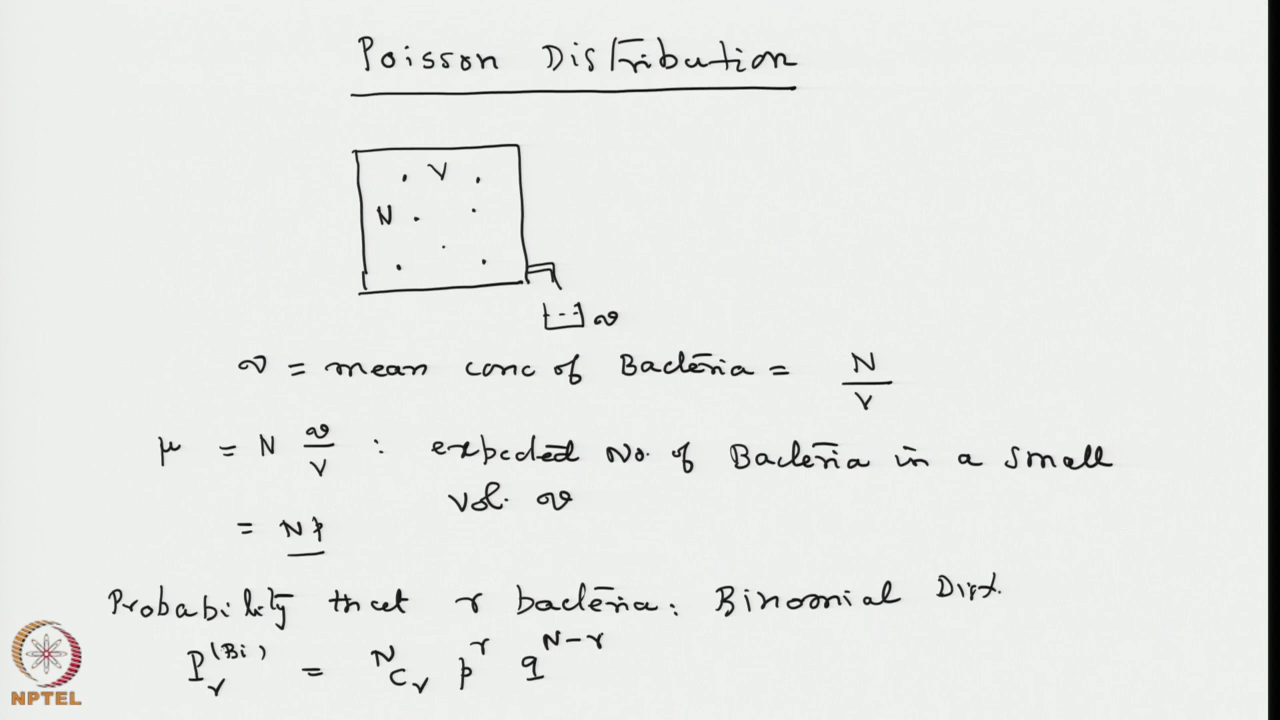 Poisson Distribution
V
N
v
v = mean conc of Bacteria = N/V
μ = N v/V : expected No. of Bacteria in a small
vol. v
= Np
Probability that r bacteria: Binomial Dist.
P_r^(Bi) = ^N C_r p^r q^(N-r)
NPTEL